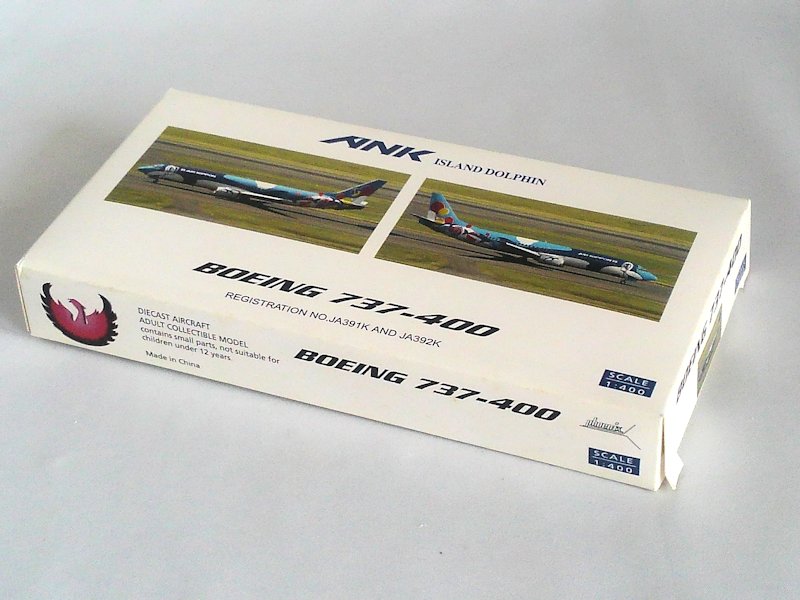 ANK ISLAND DOLPHIN
BOEING 737-400
REGISTRATION NO.JA391K AND JA392K
SCALE
1:400
DIECAST AIRCRAFT
ADULT COLLECTIBLE MODEL
contains small parts, not suitable for
children under 12 years.
Made in China
BOEING 737-400
SCALE
1:400